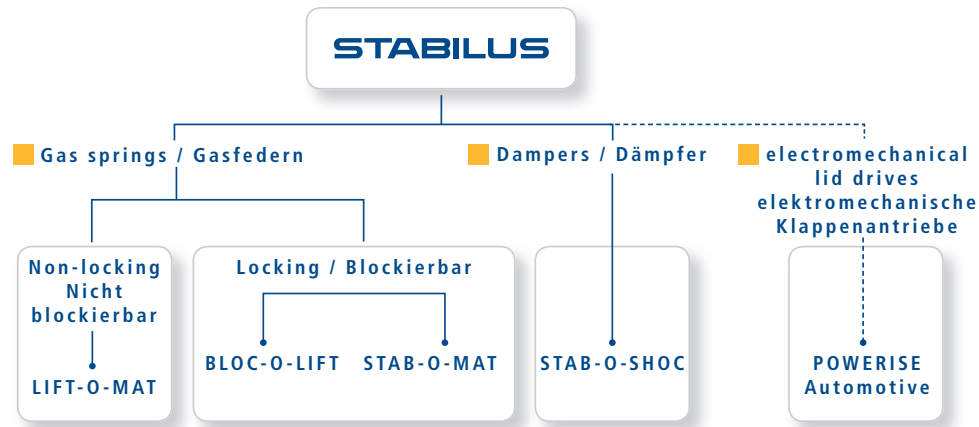 STABILUS
Gas springs / Gasfedern
Dampers / Dämpfer
electromechanical
lid drives
elektromechanische
Klappenantriebe
Non-locking
Nicht
blockierbar
LIFT-O-MAT
Locking / Blockierbar
BLOC-O-LIFT
STAB-O-MAT
STAB-O-SHOC
POWERISE
Automotive